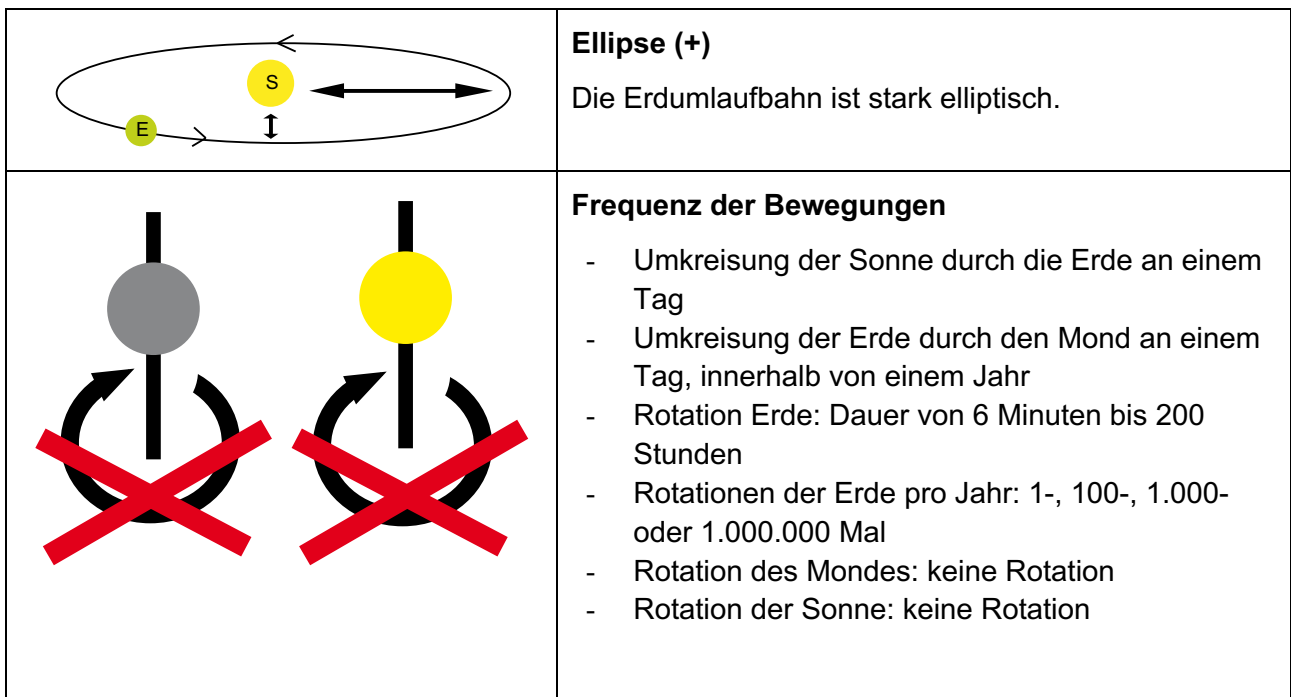 S
E
Ellipse (+)
Die Erdumlaufbahn ist stark elliptisch.
Frequenz der Bewegungen
- Umkreisung der Sonne durch die Erde an einem
Tag
- Umkreisung der Erde durch den Mond an einem
Tag, innerhalb von einem Jahr
- Rotation Erde: Dauer von 6 Minuten bis 200
Stunden
- Rotationen der Erde pro Jahr: 1-, 100-, 1.000-
oder 1.000.000 Mal
- Rotation des Mondes: keine Rotation
- Rotation der Sonne: keine Rotation